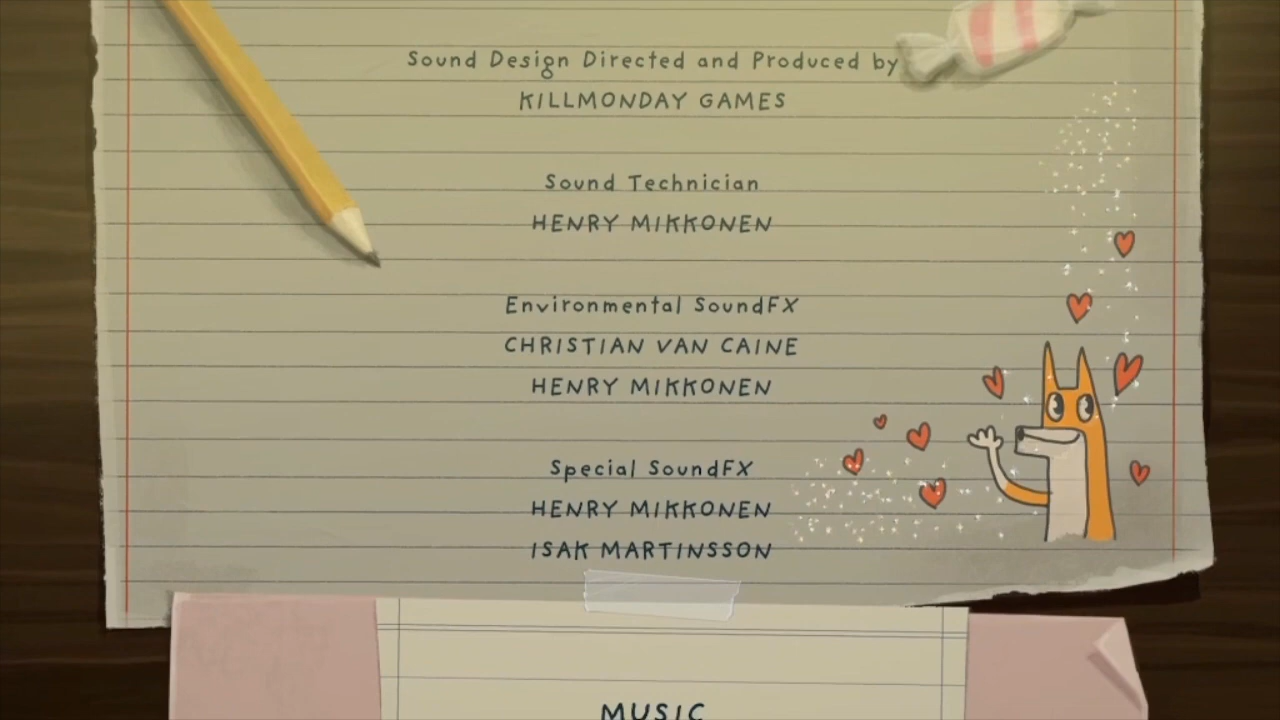 Sound Design Directed and Produced by
KILLMONDAY GAMES
Sound Technician
HENRY MIKKONEN
Environmental SoundFX
CHRISTIAN VAN CAINE
HENRY MIKKONEN
Special SoundFX
HENRY MIKKONEN
ISAK MARTINSSON
MUSIC